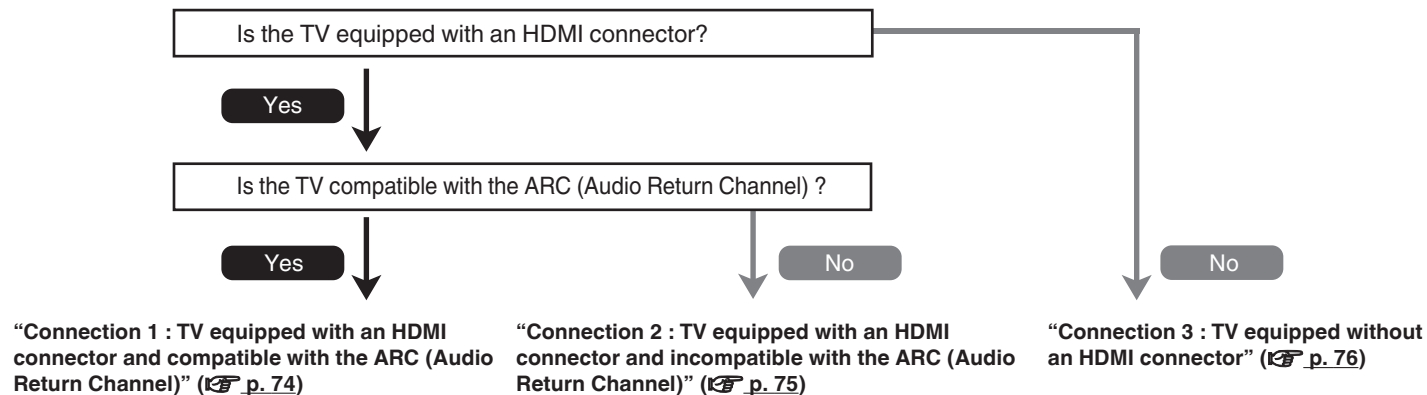 Is the TV equipped with an HDMI connector?
Yes
Is the TV compatible with the ARC (Audio Return Channel) ?
Yes
No
No
“Connection 1 : TV equipped with an HDMI
connector and compatible with the ARC (Audio
Return Channel)” (☞ p. 74)
“Connection 2 : TV equipped with an HDMI
connector and incompatible with the ARC (Audio
Return Channel)” (☞ p. 75)
“Connection 3 : TV equipped without
an HDMI connector” (☞ p. 76)